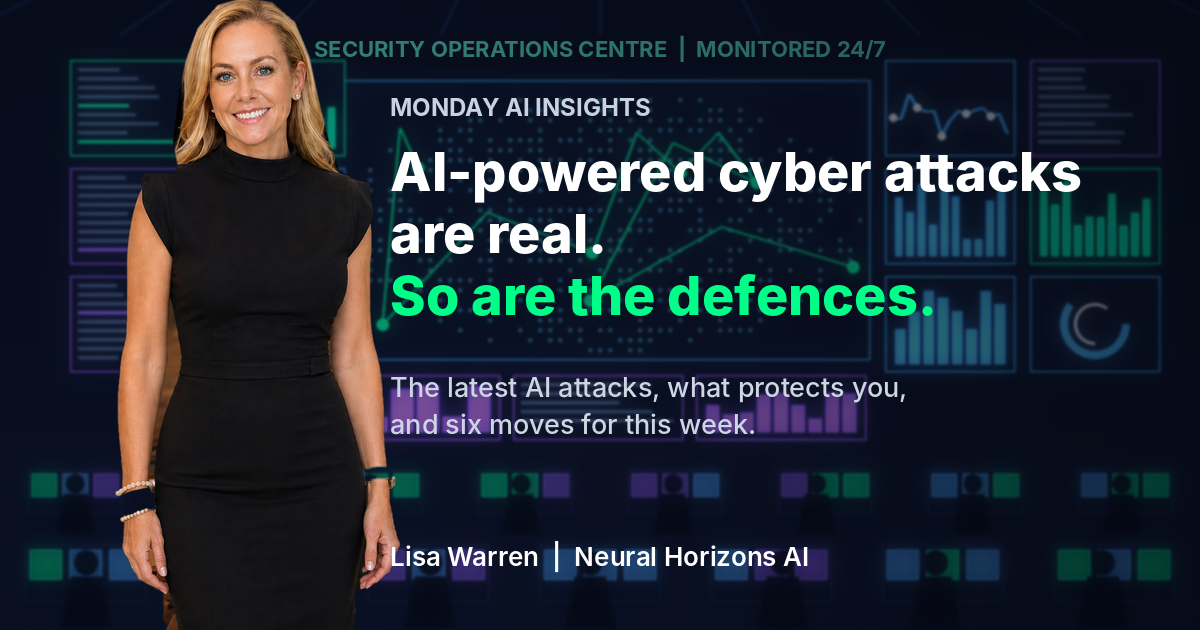 SECURITY OPERATIONS CENTRE | MONITORED 24/7
MONDAY AI INSIGHTS
AI-powered cyber attacks
are real.
So are the defences.
The latest AI attacks, what protects you,
and six moves for this week.
Lisa Warren | Neural Horizons AI